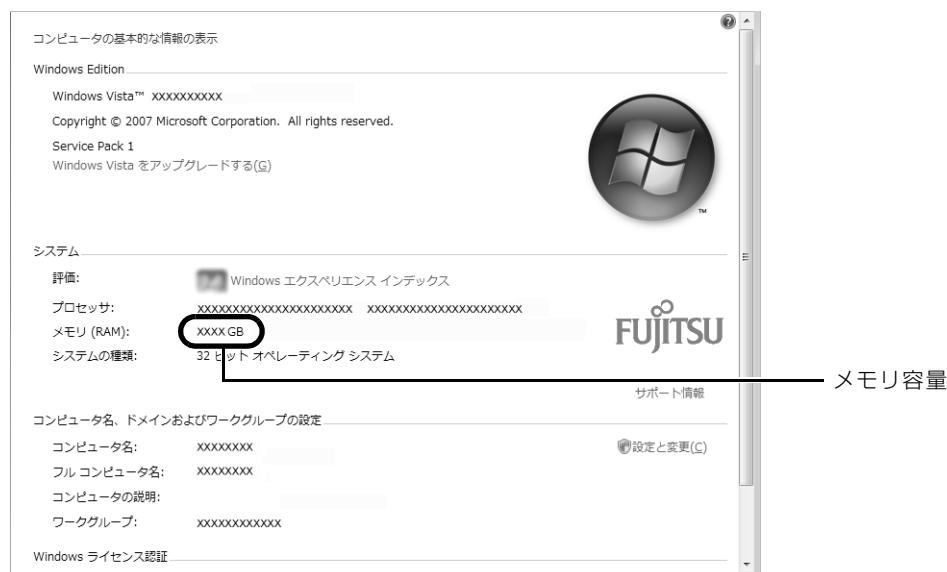 コンピュータの基本的な情報の表示
Windows Edition
Windows Vista™ xxxxxxxxxx
Copyright © 2007 Microsoft Corporation. All rights reserved.
Service Pack 1
Windows Vista をアップグレードする(G)
TM
システム
評価: Windows エクスペリエンス インデックス
プロセッサ: xxxxxxxxxxxxxxxxxxxxxx xxxxxxxxxxxxxxxxxxxxxx
メモリ (RAM): xxxx GB
システムの種類: 32 ビット オペレーティング システム
FUJITSU
メモリ容量
サポート情報
コンピュータ名、ドメインおよびワークグループの設定
コンピュータ名: xxxxxxxx
設定と変更(C)
フル コンピュータ名: xxxxxxxx
コンピュータの説明:
ワークグループ: xxxxxxxxxxxx
Windows ライセンス認証